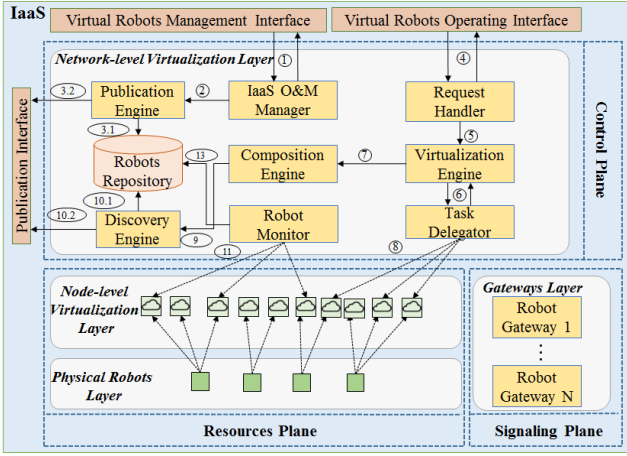 IaaS
Virtual Robots Management Interface
Virtual Robots Operating Interface
Network-level Virtualization Layer
1
4
3.2
Publication
Engine
2
IaaS O&M
Manager
Request
Handler
3.1
5
Publication Interface
Robots
Repository
13
Composition
Engine
7
Virtualization
Engine
Control Plane
10.1
6
10.2
Discovery
Engine
9
Robot
Monitor
Task
Delegator
11
8
Node-level
Virtualization
Layer
Gateways Layer
Robot
Gateway 1
Physical Robots
Layer
Robot
Gateway N
Resources Plane
Signaling Plane